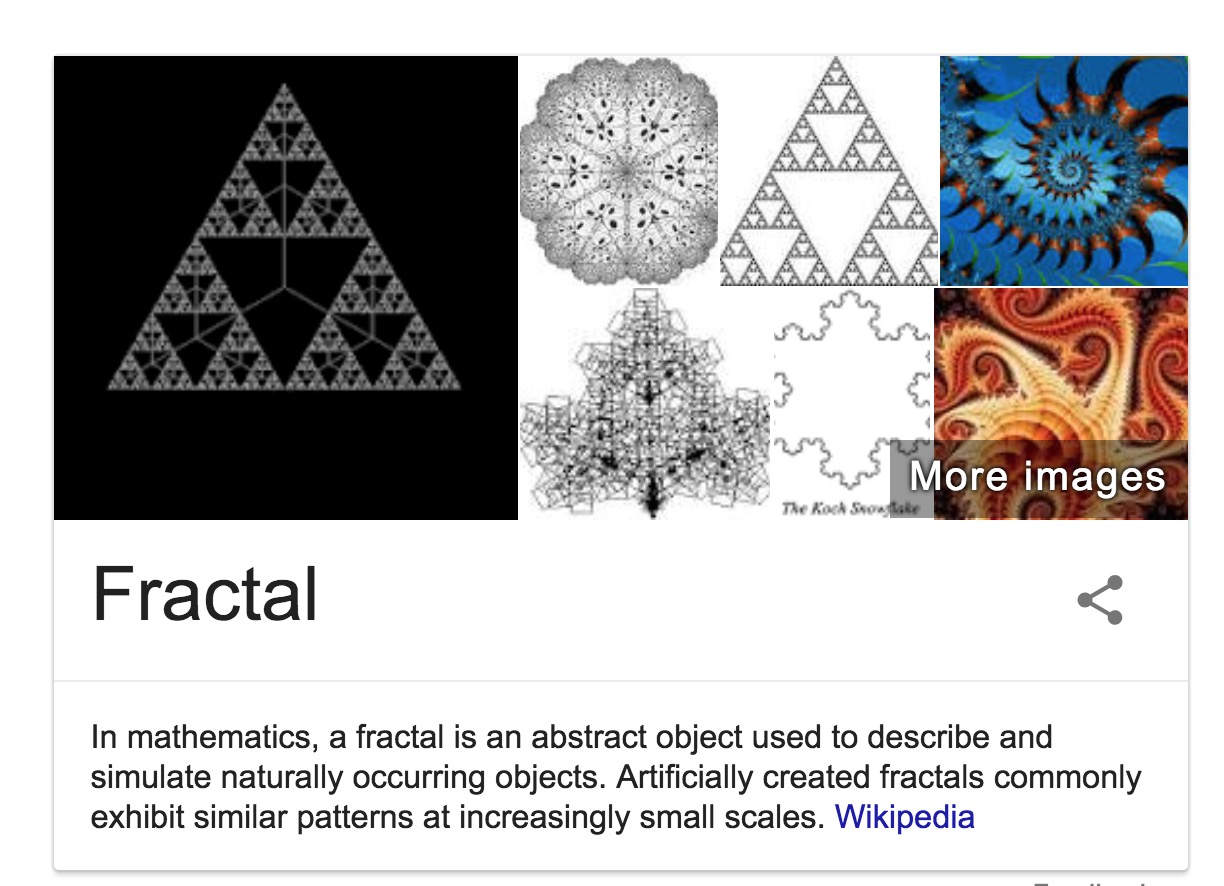 More images
The Koch Snowflake
Fractal
In mathematics, a fractal is an abstract object used to describe and
simulate naturally occurring objects. Artificially created fractals commonly
exhibit similar patterns at increasingly small scales. Wikipedia